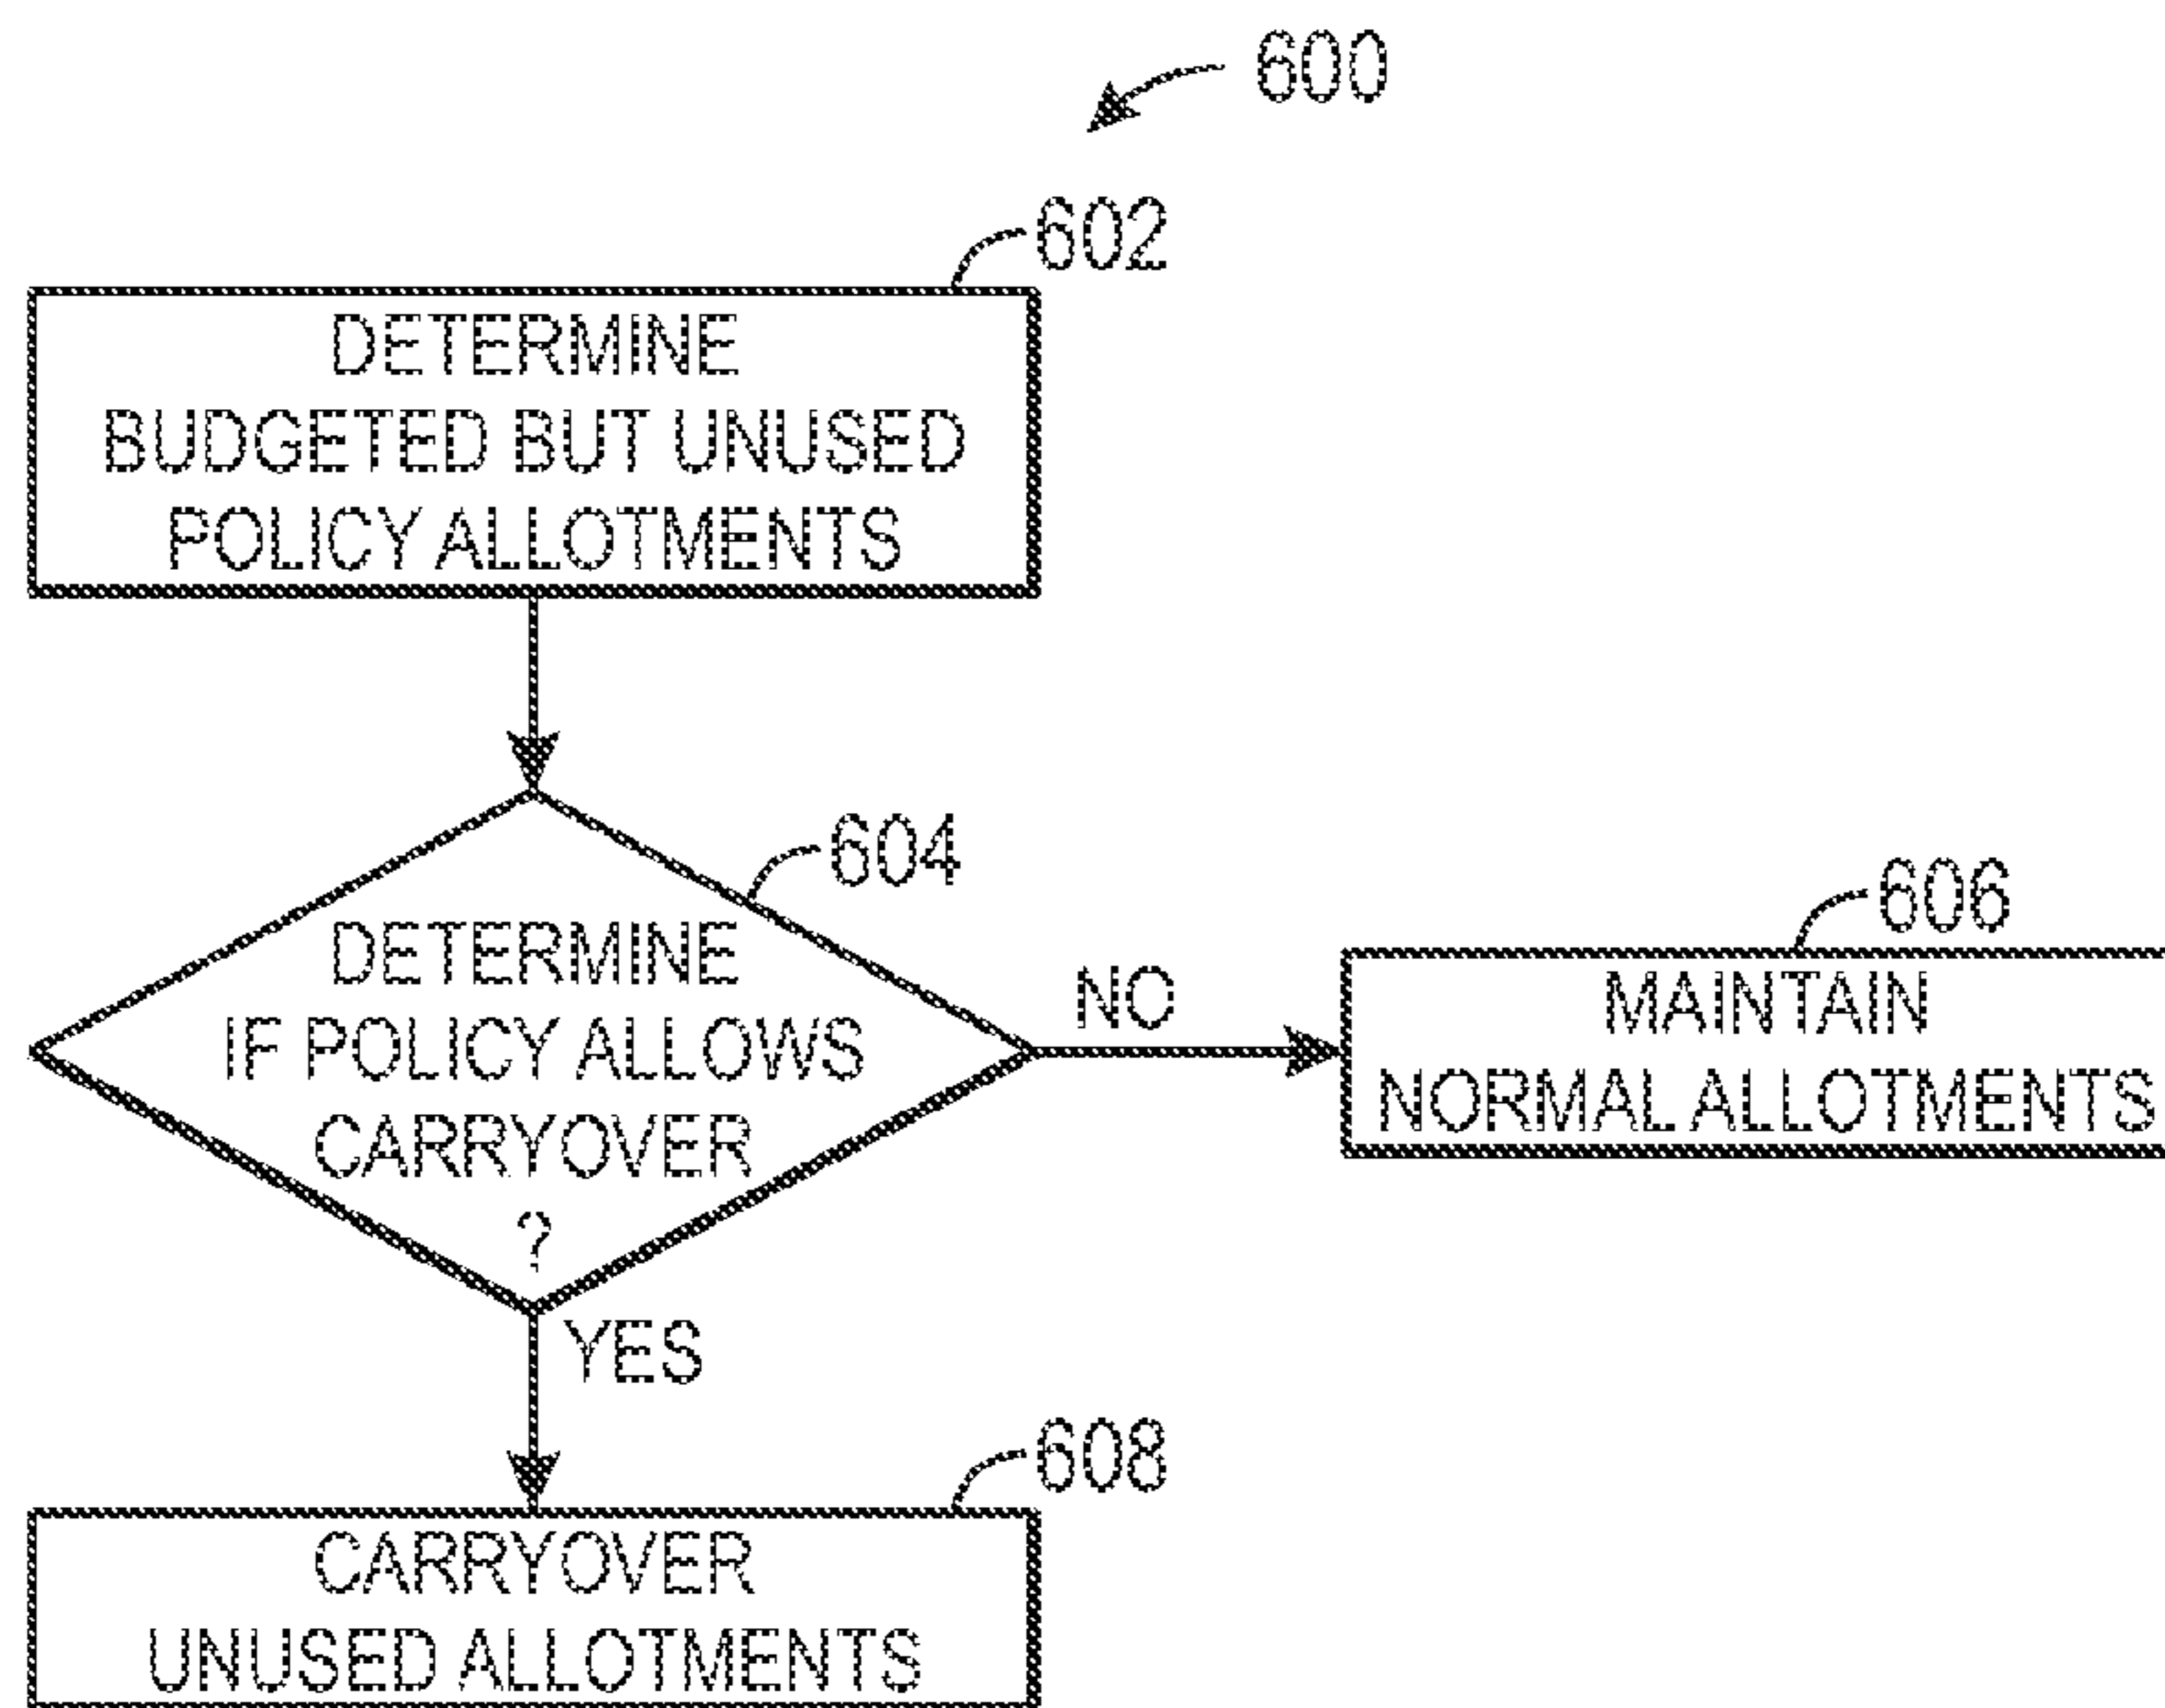 600
602
DETERMINE
BUDGETED BUT UNUSED
POLICY ALLOTMENTS
604
DETERMINE
IF POLICY ALLOWS
CARRYOVER
?
NO
606
MAINTAIN
NORMAL ALLOTMENTS
YES
608
CARRYOVER
UNUSED ALLOTMENTS